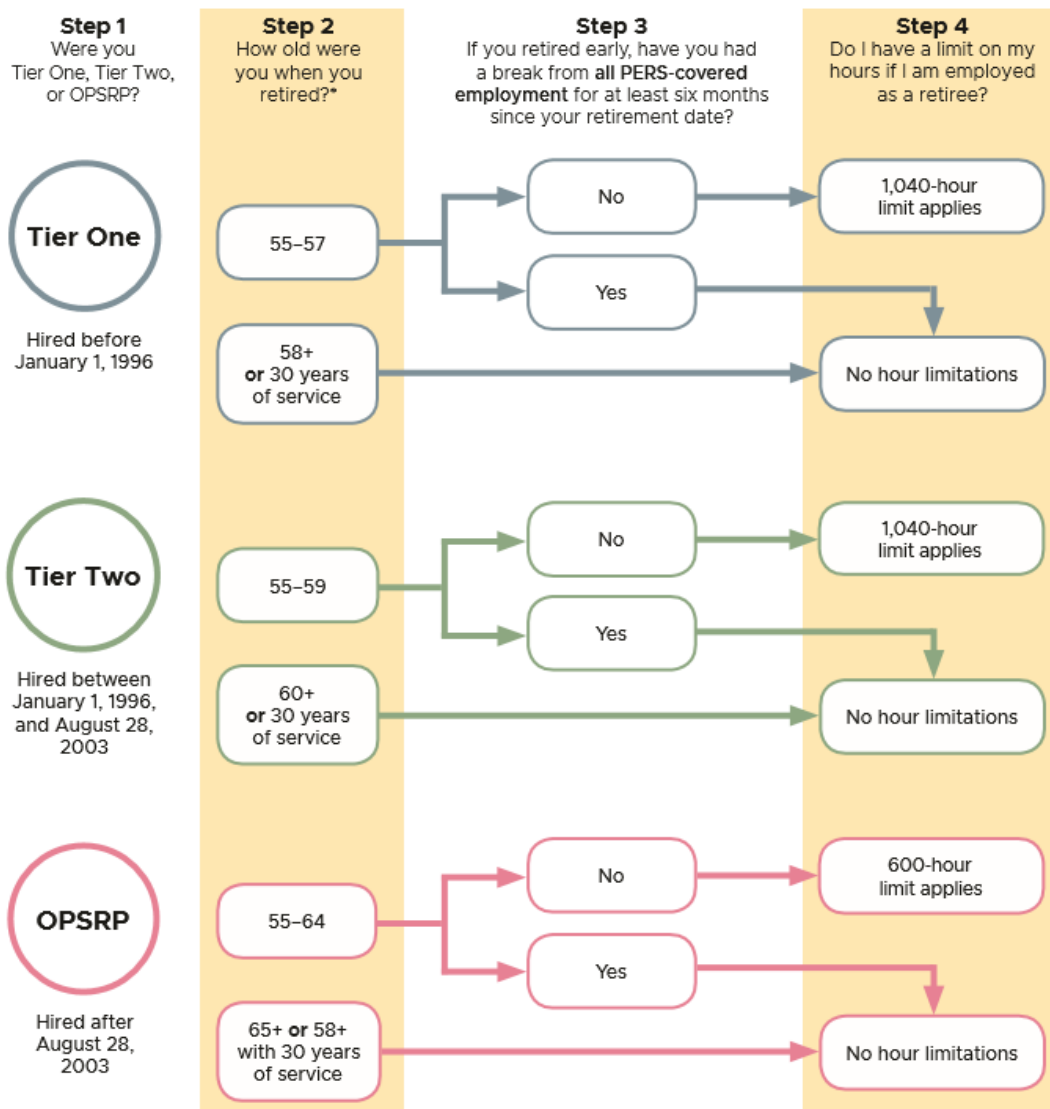 Step 1
Were you
Tier One, Tier Two,
or OPSRP?
Step 2
How old were
you when you
retired?*
Step 3
If you retired early, have you had
a break from all PERS-covered
employment for at least six months
since your retirement date?
Step 4
Do I have a limit on my
hours if I am employed
as a retiree?
Tier One
Hired before
January 1, 1996
55–57
No
1,040-hour
limit applies
Yes
58+
or 30 years
of service
No hour limitations
Tier Two
Hired between
January 1, 1996,
and August 28,
2003
55–59
No
1,040-hour
limit applies
Yes
60+
or 30 years
of service
No hour limitations
OPSRP
Hired after
August 28,
2003
55–64
No
600-hour
limit applies
Yes
65+ or 58+
with 30 years
of service
No hour limitations